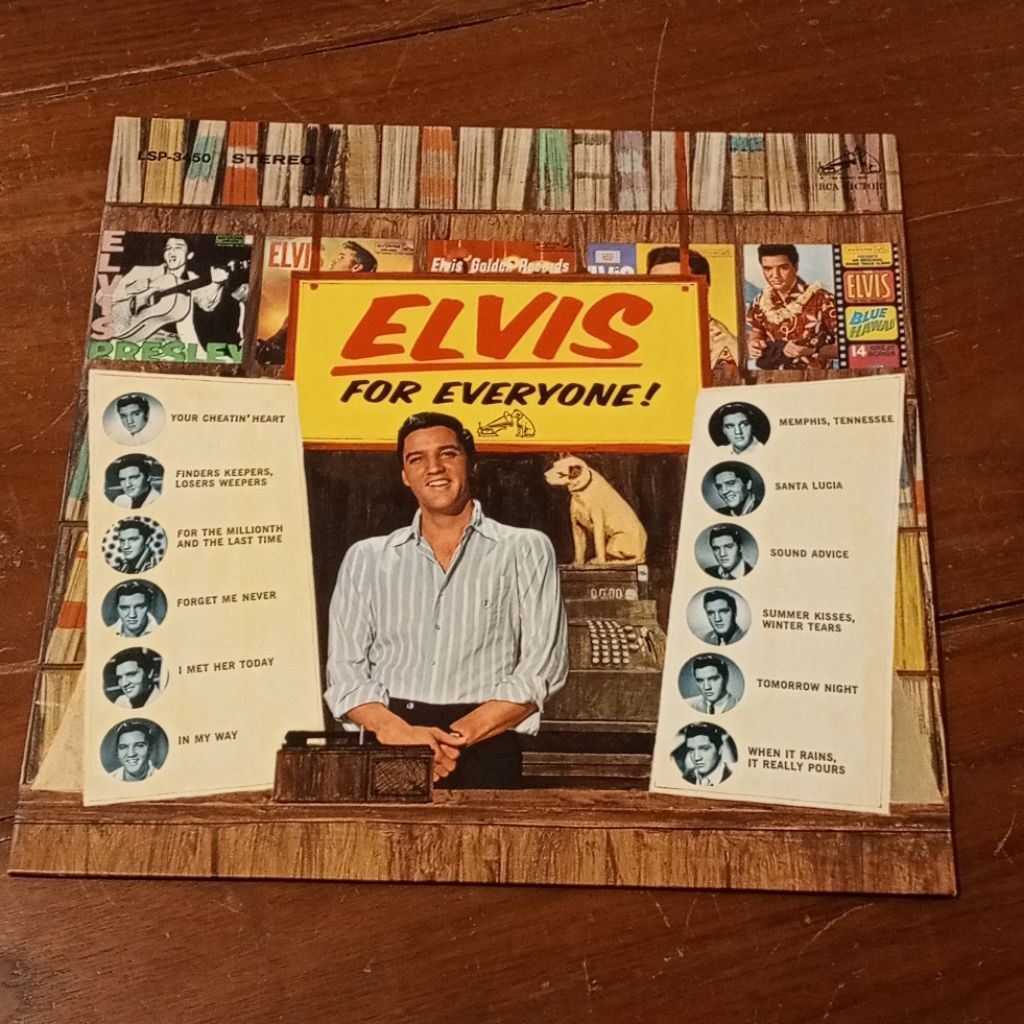 LSP-3450 STEREO
RCA VICTOR
ELVIS
PRESLEY
ELVIS
Elvis' Golden Records
ELVIS
BLUE
HAWAII
14 GREAT
SONGS
ELVIS
FOR EVERYONE!
YOUR CHEATIN' HEART
FINDERS KEEPERS,
LOSERS WEEPERS
FOR THE MILLIONTH
AND THE LAST TIME
FORGET ME NEVER
I MET HER TODAY
IN MY WAY
MEMPHIS, TENNESSEE
SANTA LUCIA
SOUND ADVICE
SUMMER KISSES,
WINTER TEARS
TOMORROW NIGHT
WHEN IT RAINS,
IT REALLY POURS